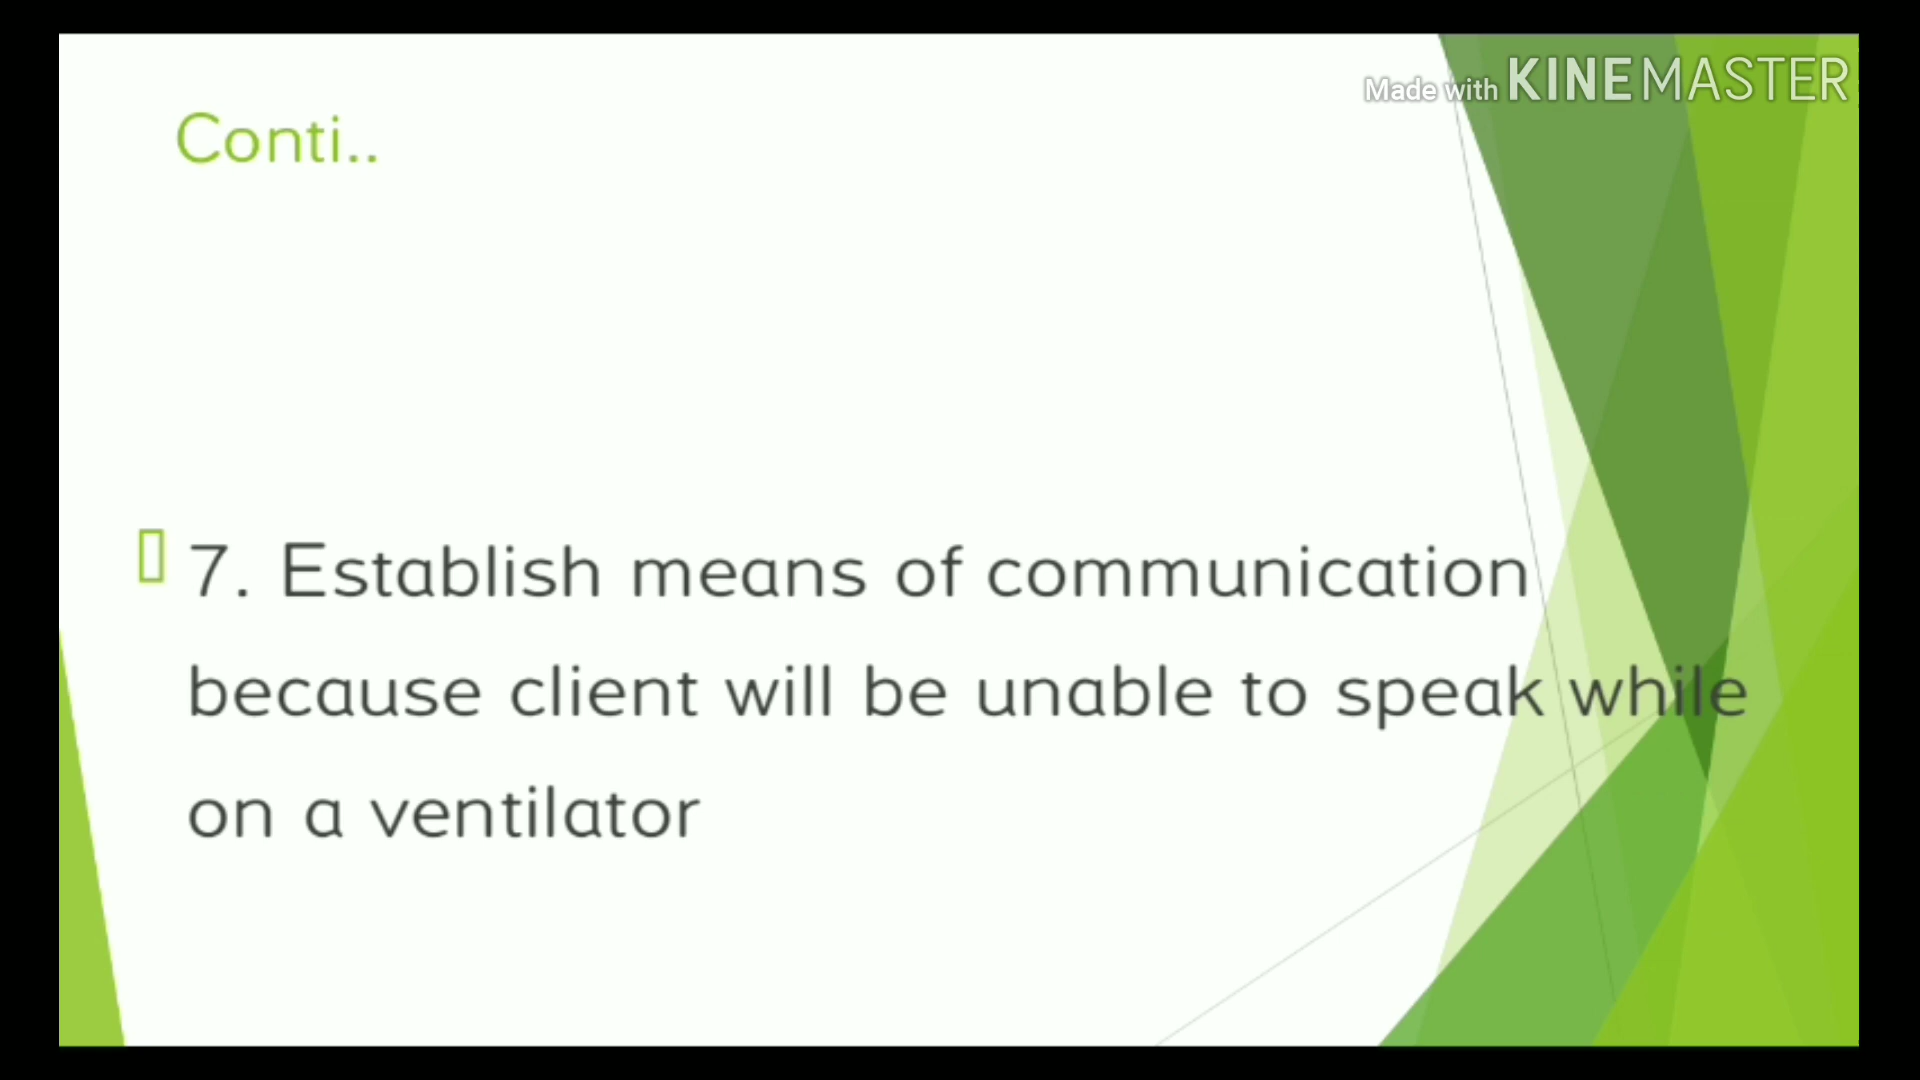 Made with KINEMASTER
Conti..
7. Establish means of communication
because client will be unable to speak while
on a ventilator